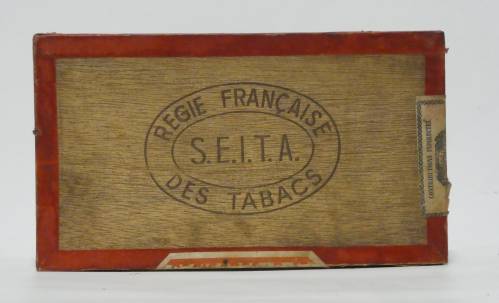 REGIE FRANÇAISE
S.E.I.T.A.
DES TABACS